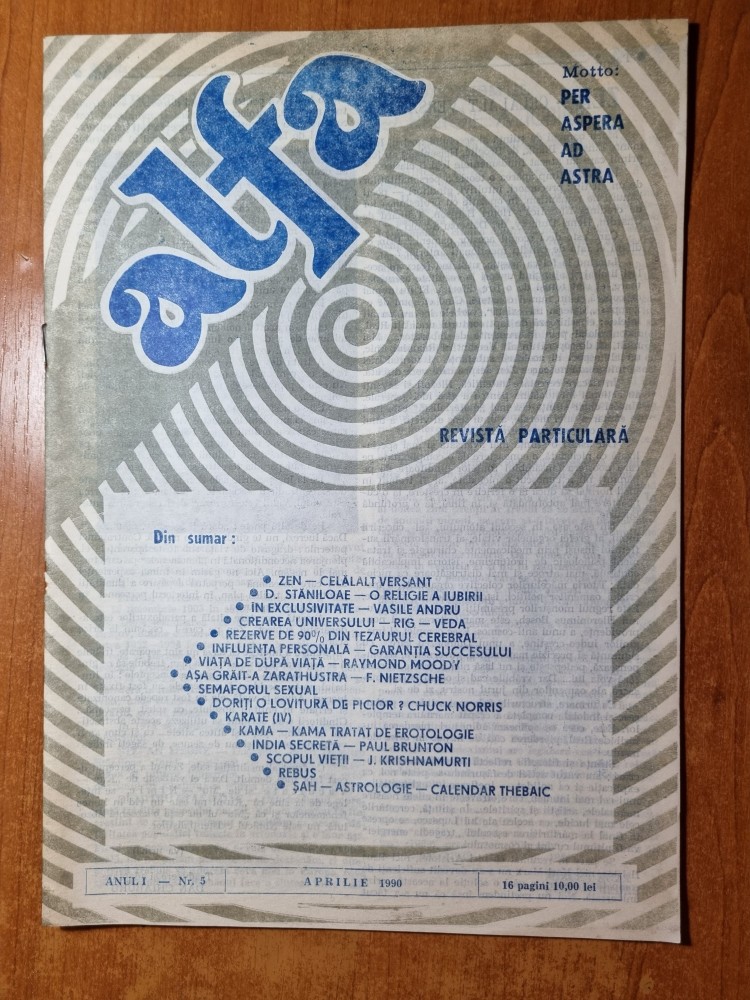 alfa
Motto:
PER
ASPERA
AD
ASTRA
REVISTĂ PARTICULARĂ
Din sumar:
ZEN — CELĂLALT VERSANT
D. STĂNILOAE — O RELIGIE A IUBIRII
ÎN EXCLUSIVITATE — VASILE ANDRU
CREAREA UNIVERSULUI — RIG — VEDA
REZERVE DE 90% DIN TEZAURUL CEREBRAL
INFLUENȚA PERSONALĂ — GARANȚIA SUCCESULUI
VIAȚA DE DUPĂ VIAȚĂ — RAYMOND MOODY
AȘA GRĂIT-A ZARATHUSTRA — F. NIETZSCHE
SEMAFORUL SEXUAL
DORIȚI O LOVITURĂ DE PICIOR ? CHUCK NORRIS
KARATE (IV)
KAMA — KAMA TRATAT DE EROTOLOGIE
INDIA SECRETĂ — PAUL BRUNTON
SCOPUL VIEȚII — J. KRISHNAMURTI
REBUS
ȘAH — ASTROLOGIE — CALENDAR THEBAIC
ANUL I — Nr. 5
APRILIE 1990
16 pagini 10,00 lei